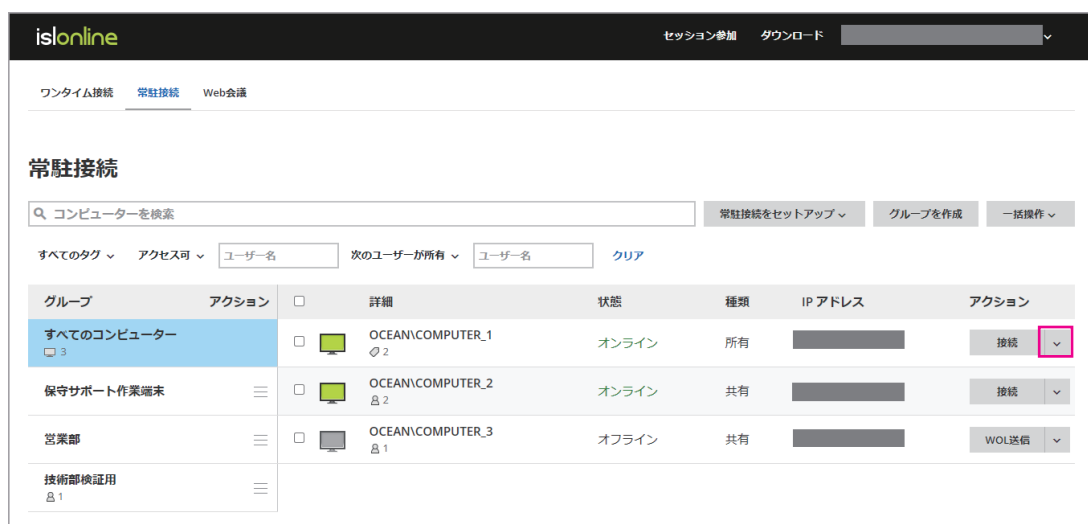 islonline
セッション参加 ダウンロード
ワンタイム接続 常駐接続 Web会議
常駐接続
コンピューターを検索 常駐接続をセットアップ グループを作成 一括操作
すべてのタグ アクセス可 ユーザー名 次のユーザーが所有 ユーザー名 クリア
グループ アクション 詳細 状態 種類 IP アドレス アクション
すべてのコンピューター
3
OCEAN\COMPUTER_1
2
オンライン 所有 接続
保守サポート作業端末
OCEAN\COMPUTER_2
2
オンライン 共有 接続
営業部
OCEAN\COMPUTER_3
1
オフライン 共有 WOL送信
技術部検証用
1